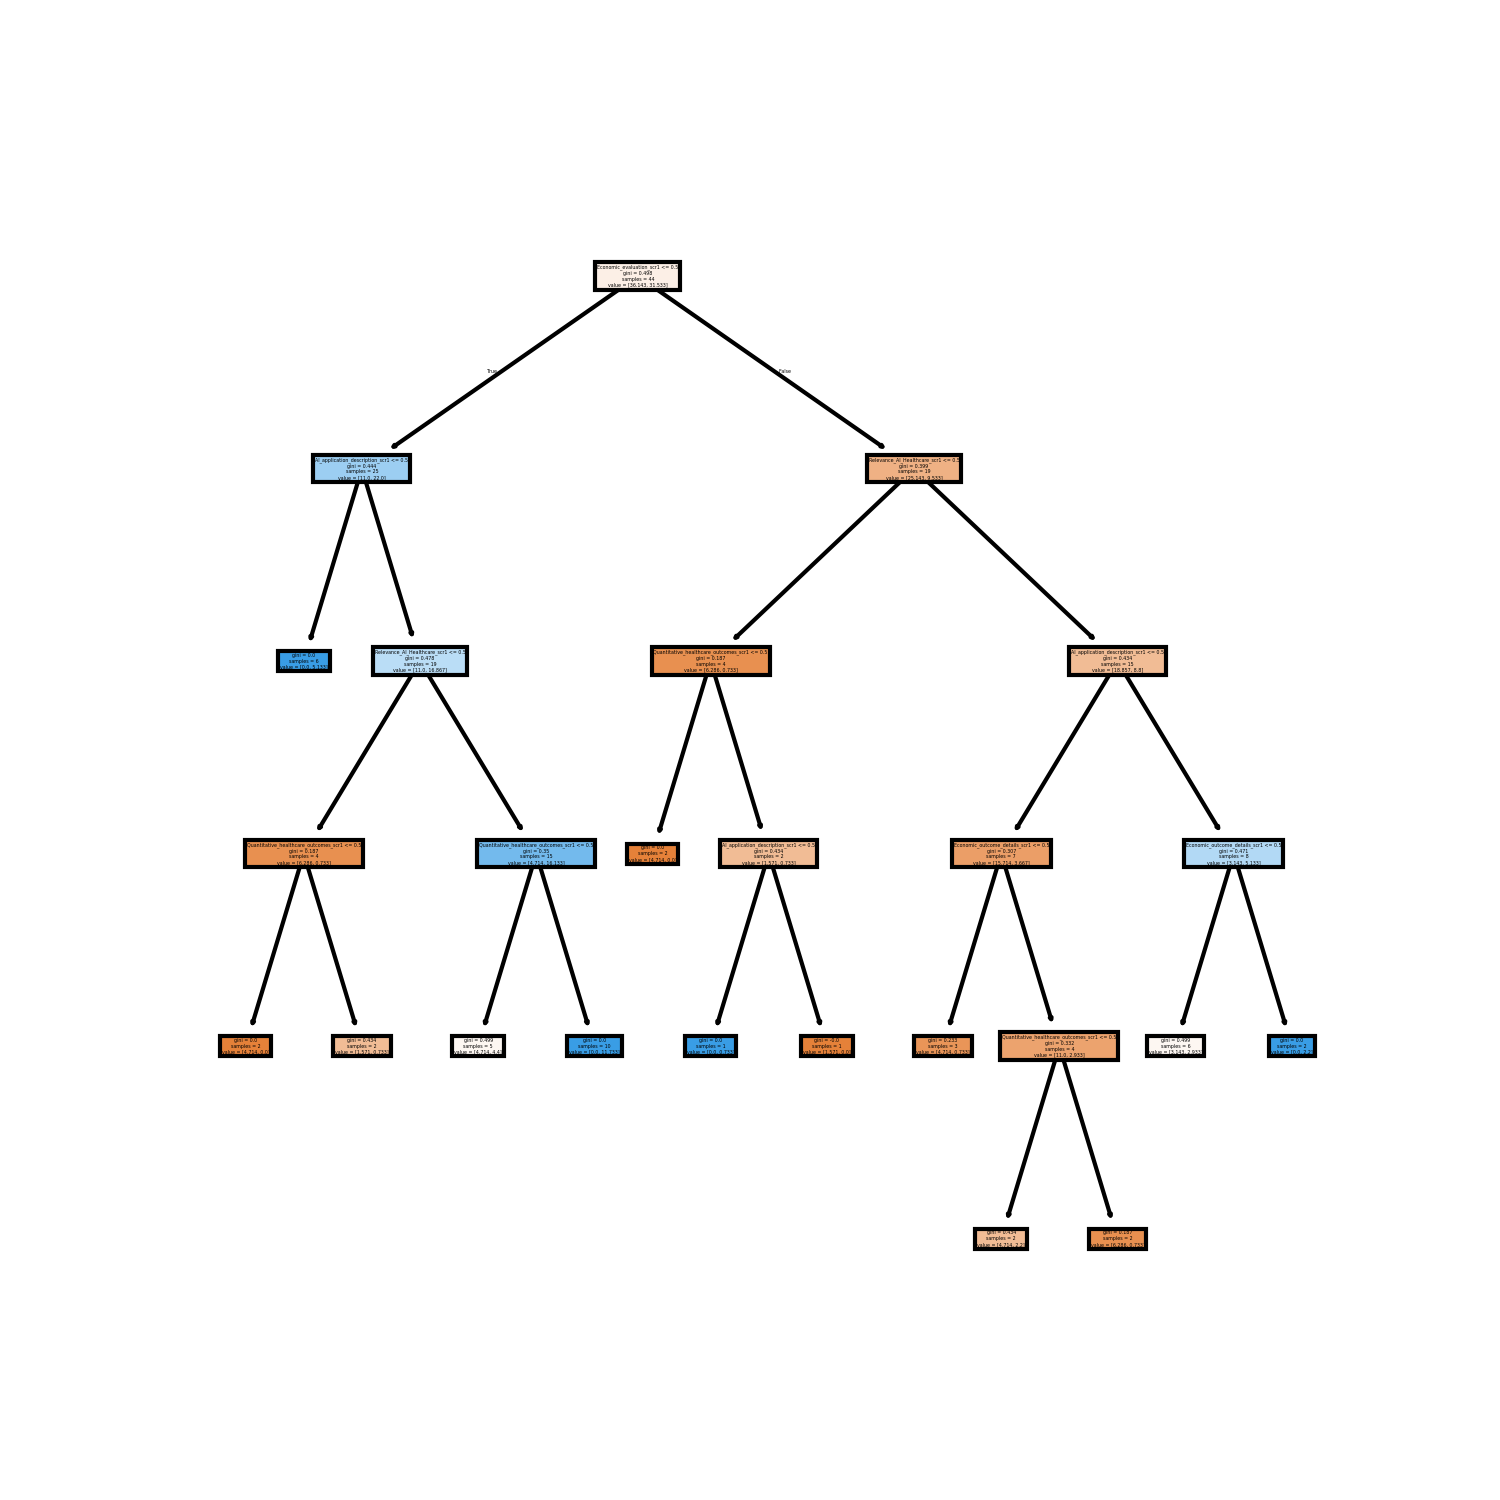 Economic_evaluation_scr1 <= 0.5
gini = 0.498
samples = 44
value = [36.143, 31.533]
True
False
AI_application_description_scr1 <= 0.5
gini = 0.444
samples = 25
value = [11.0, 22.0]
Relevance_AI_Healthcare_scr1 <= 0.5
gini = 0.399
samples = 19
value = [25.143, 9.533]
gini = 0.0
samples = 6
value = [0.0, 5.133]
Relevance_AI_Healthcare_scr1 <= 0.5
gini = 0.478
samples = 19
value = [11.0, 16.867]
Quantitative_healthcare_outcomes_scr1 <= 0.5
gini = 0.187
samples = 4
value = [6.286, 0.733]
AI_application_description_scr1 <= 0.5
gini = 0.434
samples = 15
value = [18.857, 8.8]
Quantitative_healthcare_outcomes_scr1 <= 0.5
gini = 0.187
samples = 4
value = [6.286, 0.733]
Quantitative_healthcare_outcomes_scr1 <= 0.5
gini = 0.35
samples = 15
value = [4.714, 16.133]
gini = 0.0
samples = 2
value = [4.714, 0.0]
AI_application_description_scr1 <= 0.5
gini = 0.434
samples = 2
value = [1.571, 0.733]
Economic_outcome_details_scr1 <= 0.5
gini = 0.307
samples = 7
value = [15.714, 3.667]
Economic_outcome_details_scr1 <= 0.5
gini = 0.471
samples = 8
value = [3.143, 5.133]
gini = 0.0
samples = 2
value = [4.714, 0.0]
gini = 0.434
samples = 2
value = [1.571, 0.733]
gini = 0.499
samples = 5
value = [4.714, 4.4]
gini = 0.0
samples = 10
value = [0.0, 11.733]
gini = 0.0
samples = 1
value = [0.0, 0.733]
gini = -0.0
samples = 1
value = [1.571, 0.0]
gini = 0.233
samples = 3
value = [4.714, 0.733]
Quantitative_healthcare_outcomes_scr1 <= 0.5
gini = 0.332
samples = 4
value = [11.0, 2.933]
gini = 0.499
samples = 6
value = [3.143, 2.933]
gini = 0.0
samples = 2
value = [0.0, 2.2]
gini = 0.434
samples = 2
value = [4.714, 2.2]
gini = 0.187
samples = 2
value = [6.286, 0.733]